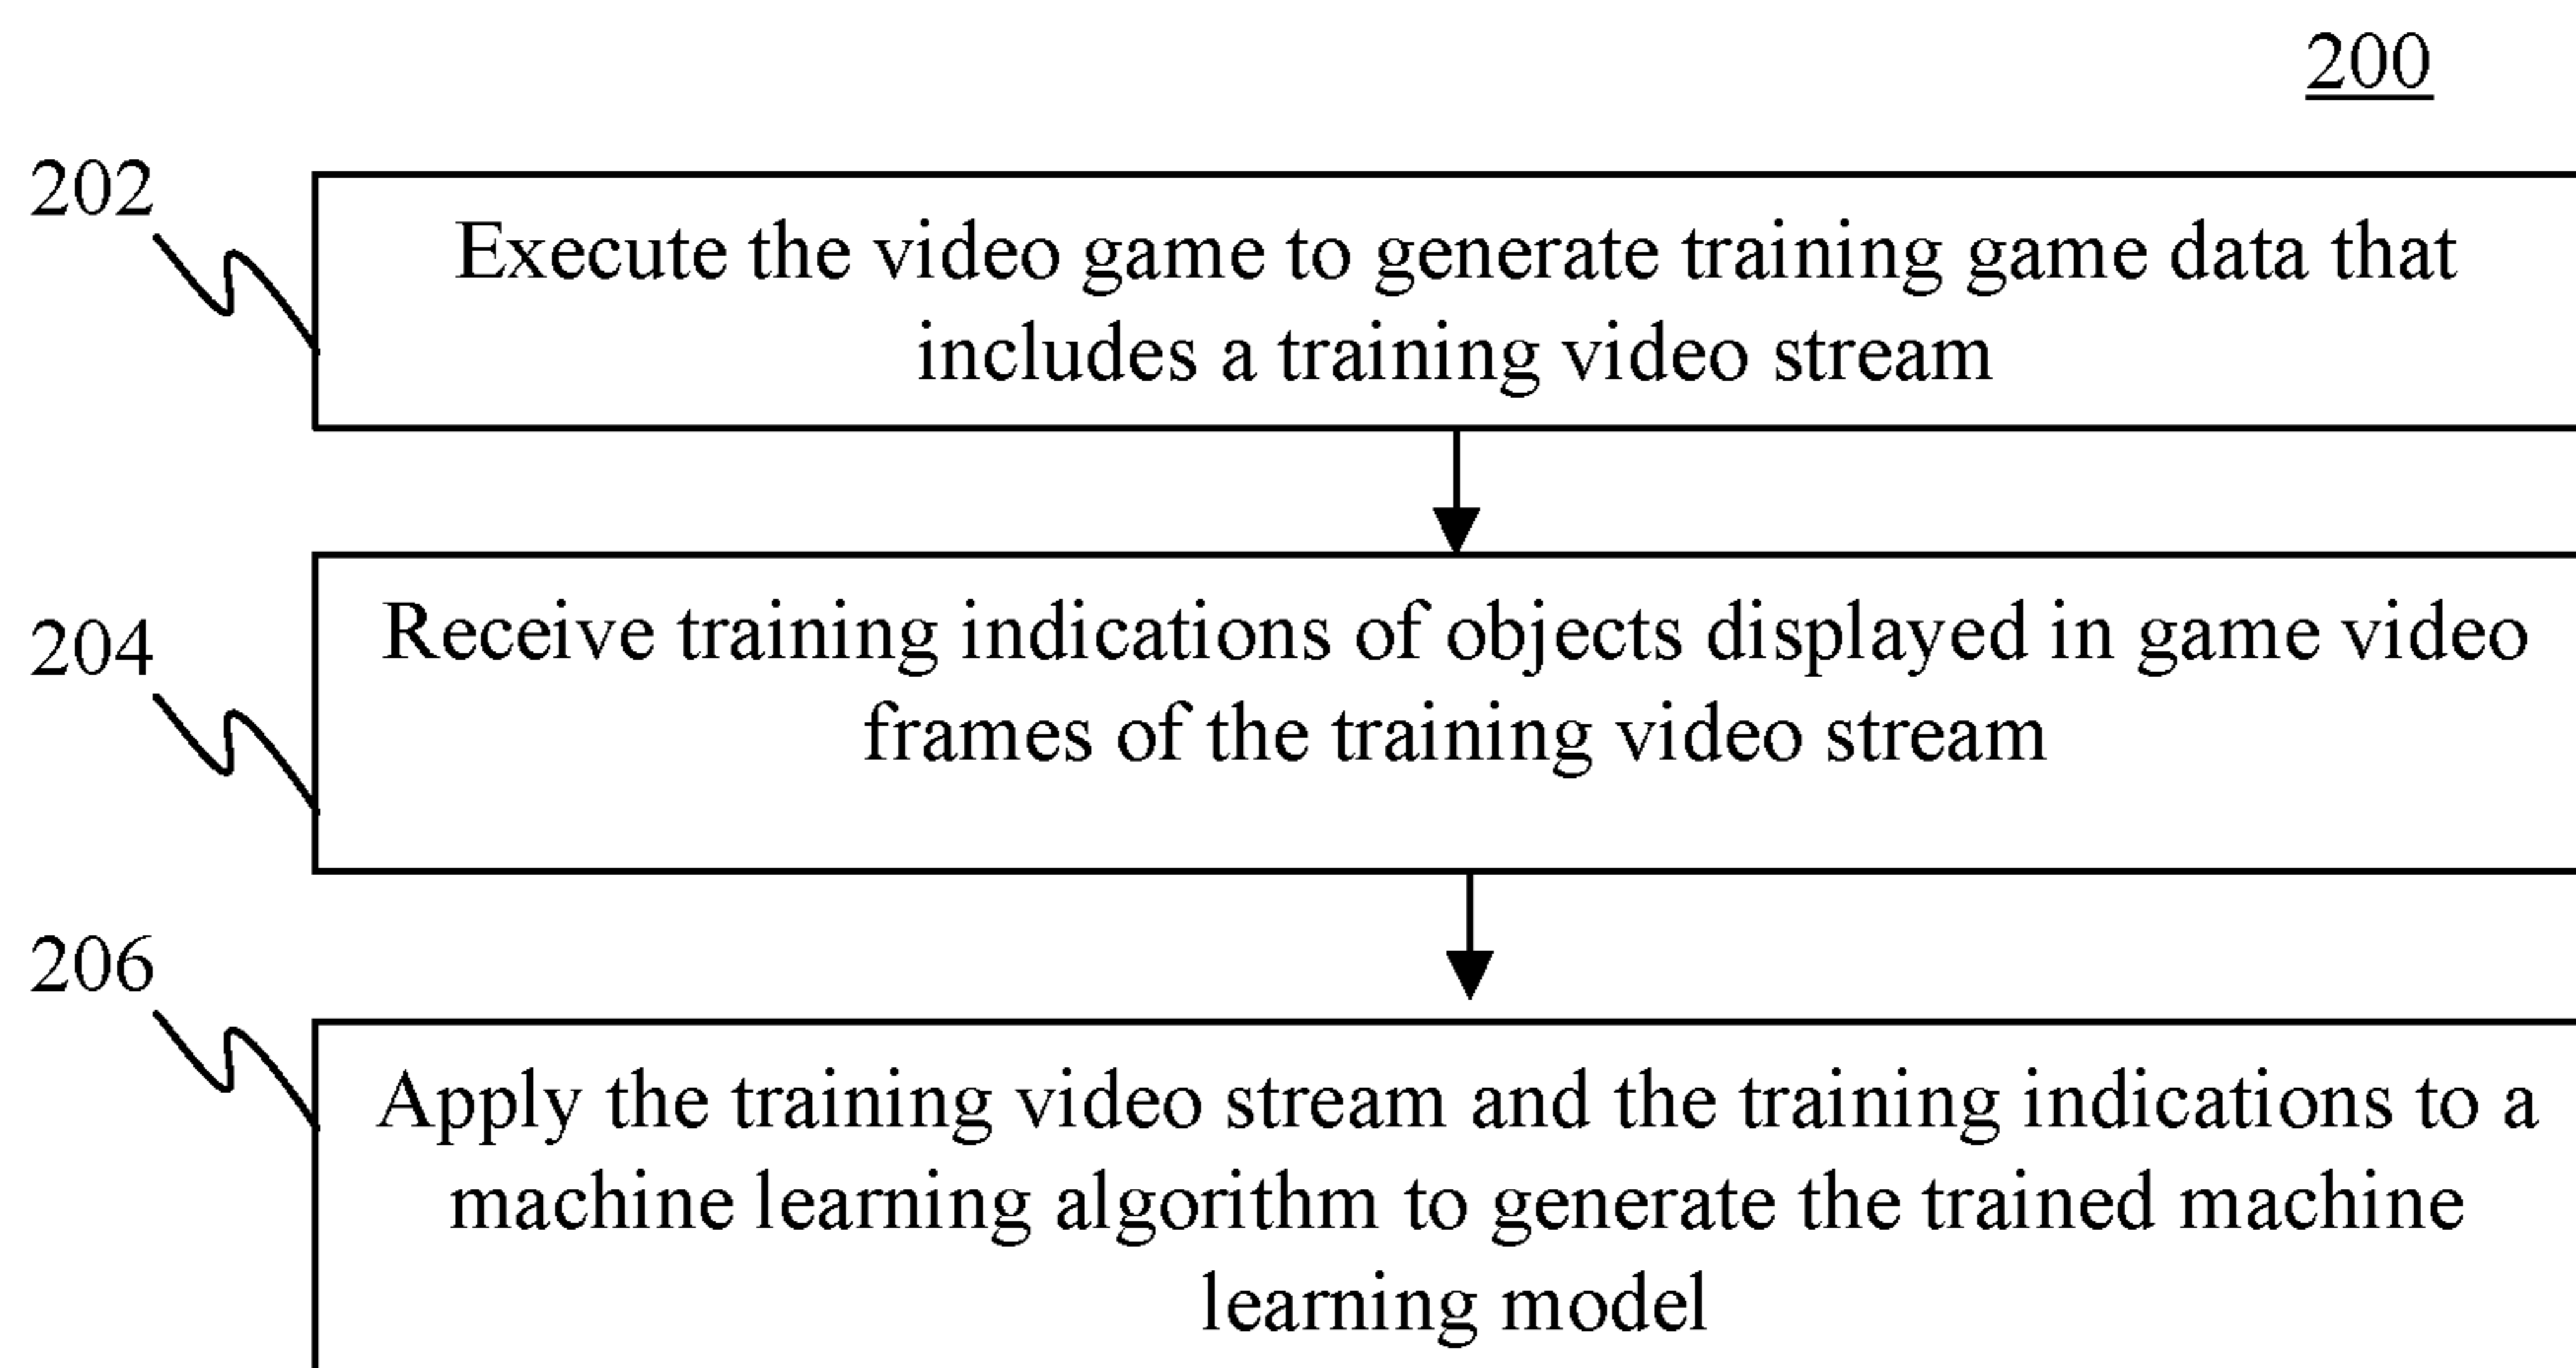 200
202
Execute the video game to generate training game data that
includes a training video stream
204
Receive training indications of objects displayed in game video
frames of the training video stream
206
Apply the training video stream and the training indications to a
machine learning algorithm to generate the trained machine
learning model